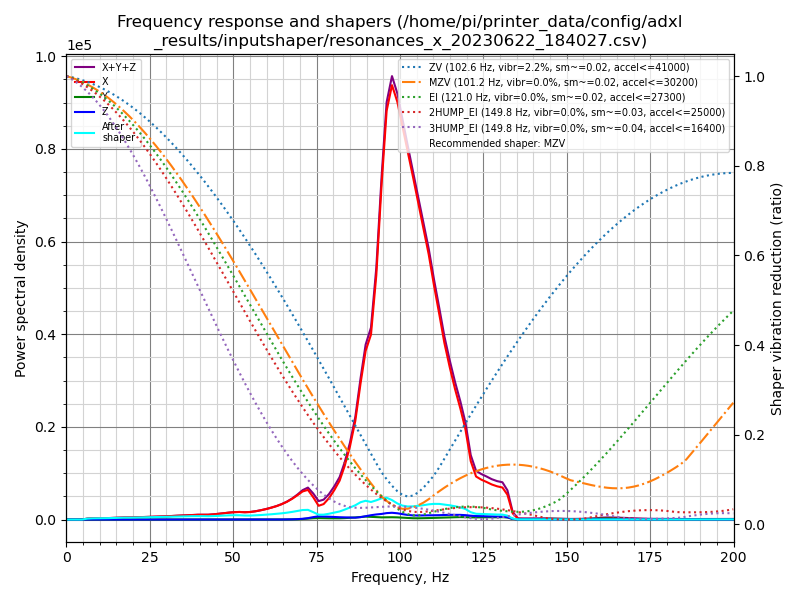 Frequency response and shapers (/home/pi/printer_data/config/adxl
_results/inputshaper/resonances_x_20230622_184027.csv)
1e5
X+Y+Z
X
Y
Z
After
shaper
ZV (102.6 Hz, vibr=2.2%, sm~=0.02, accel<=41000)
MZV (101.2 Hz, vibr=0.0%, sm~=0.02, accel<=30200)
EI (121.0 Hz, vibr=0.0%, sm~=0.02, accel<=27300)
2HUMP_EI (149.8 Hz, vibr=0.0%, sm~=0.03, accel<=25000)
3HUMP_EI (149.8 Hz, vibr=0.0%, sm~=0.04, accel<=16400)
Recommended shaper: MZV
Power spectral density
1.0
0.8
0.6
0.4
0.2
0.0
Shaper vibration reduction (ratio)
1.0
0.8
0.6
0.4
0.2
0.0
0 25 50 75 100 125 150 175 200
Frequency, Hz